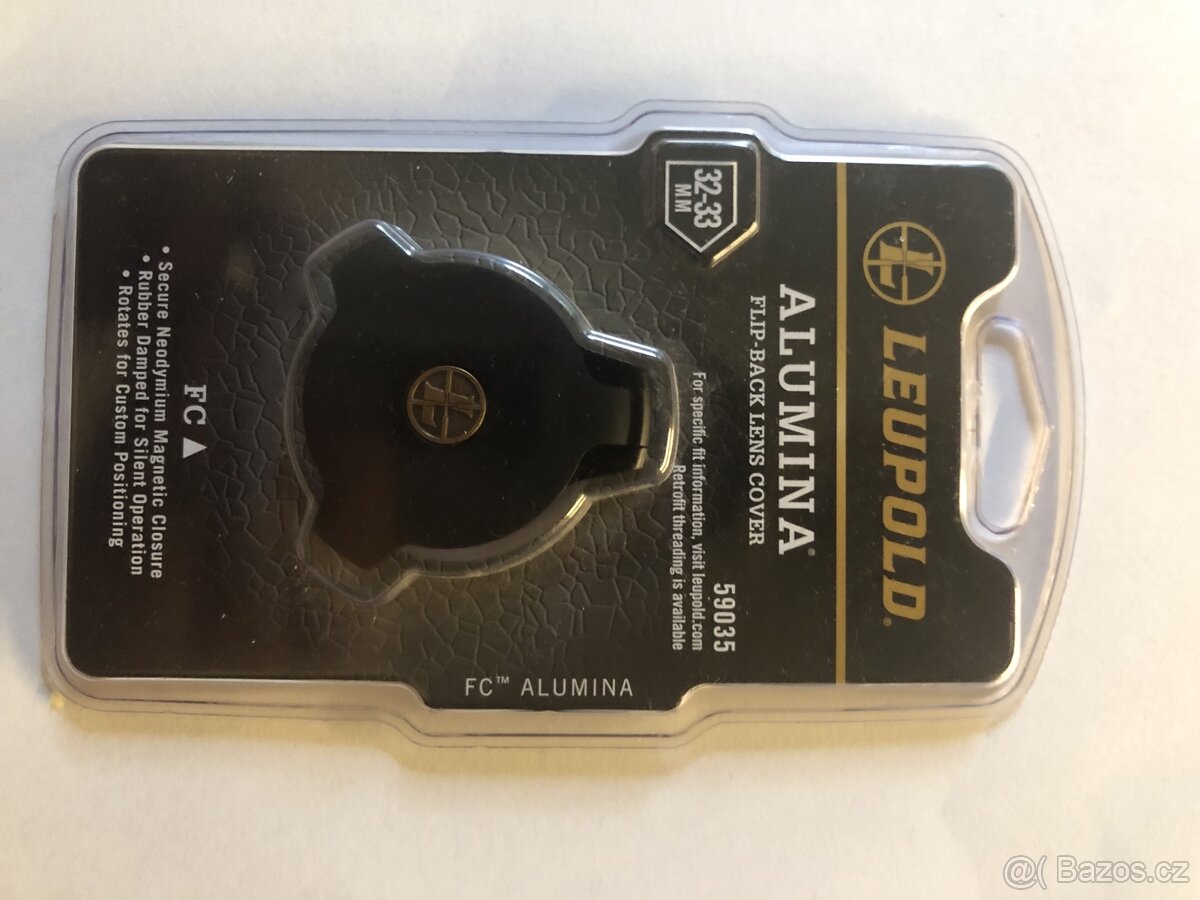 LEUPOLD®
ALUMINA®
FLIP-BACK LENS COVER
32-33
MM
59035
For specific fit information, visit leupold.com
Retrofit threading is available
FC™ ALUMINA
FC ▲
• Secure Neodymium Magnetic Closure
• Rubber Damped for Silent Operation
• Rotates for Custom Positioning
@( Bazos.cz